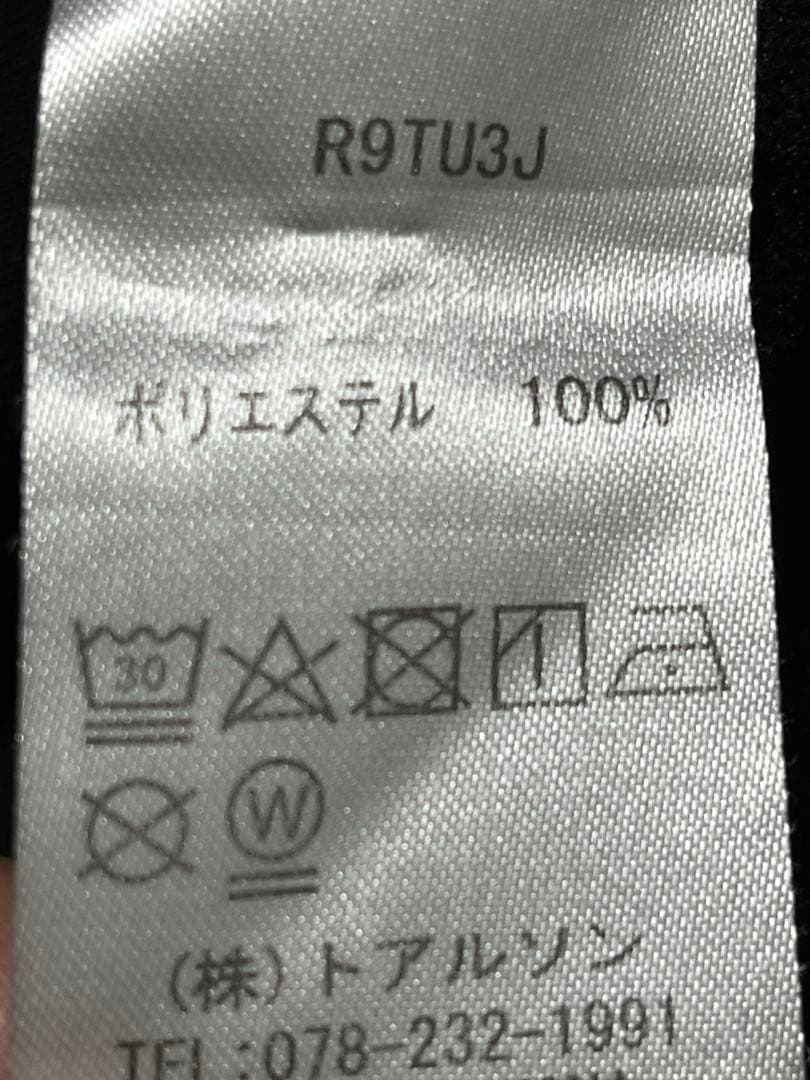 R9TU3J
ポリエステル 100%
30
W
(株)トアルソン
TEL:078-232-1991